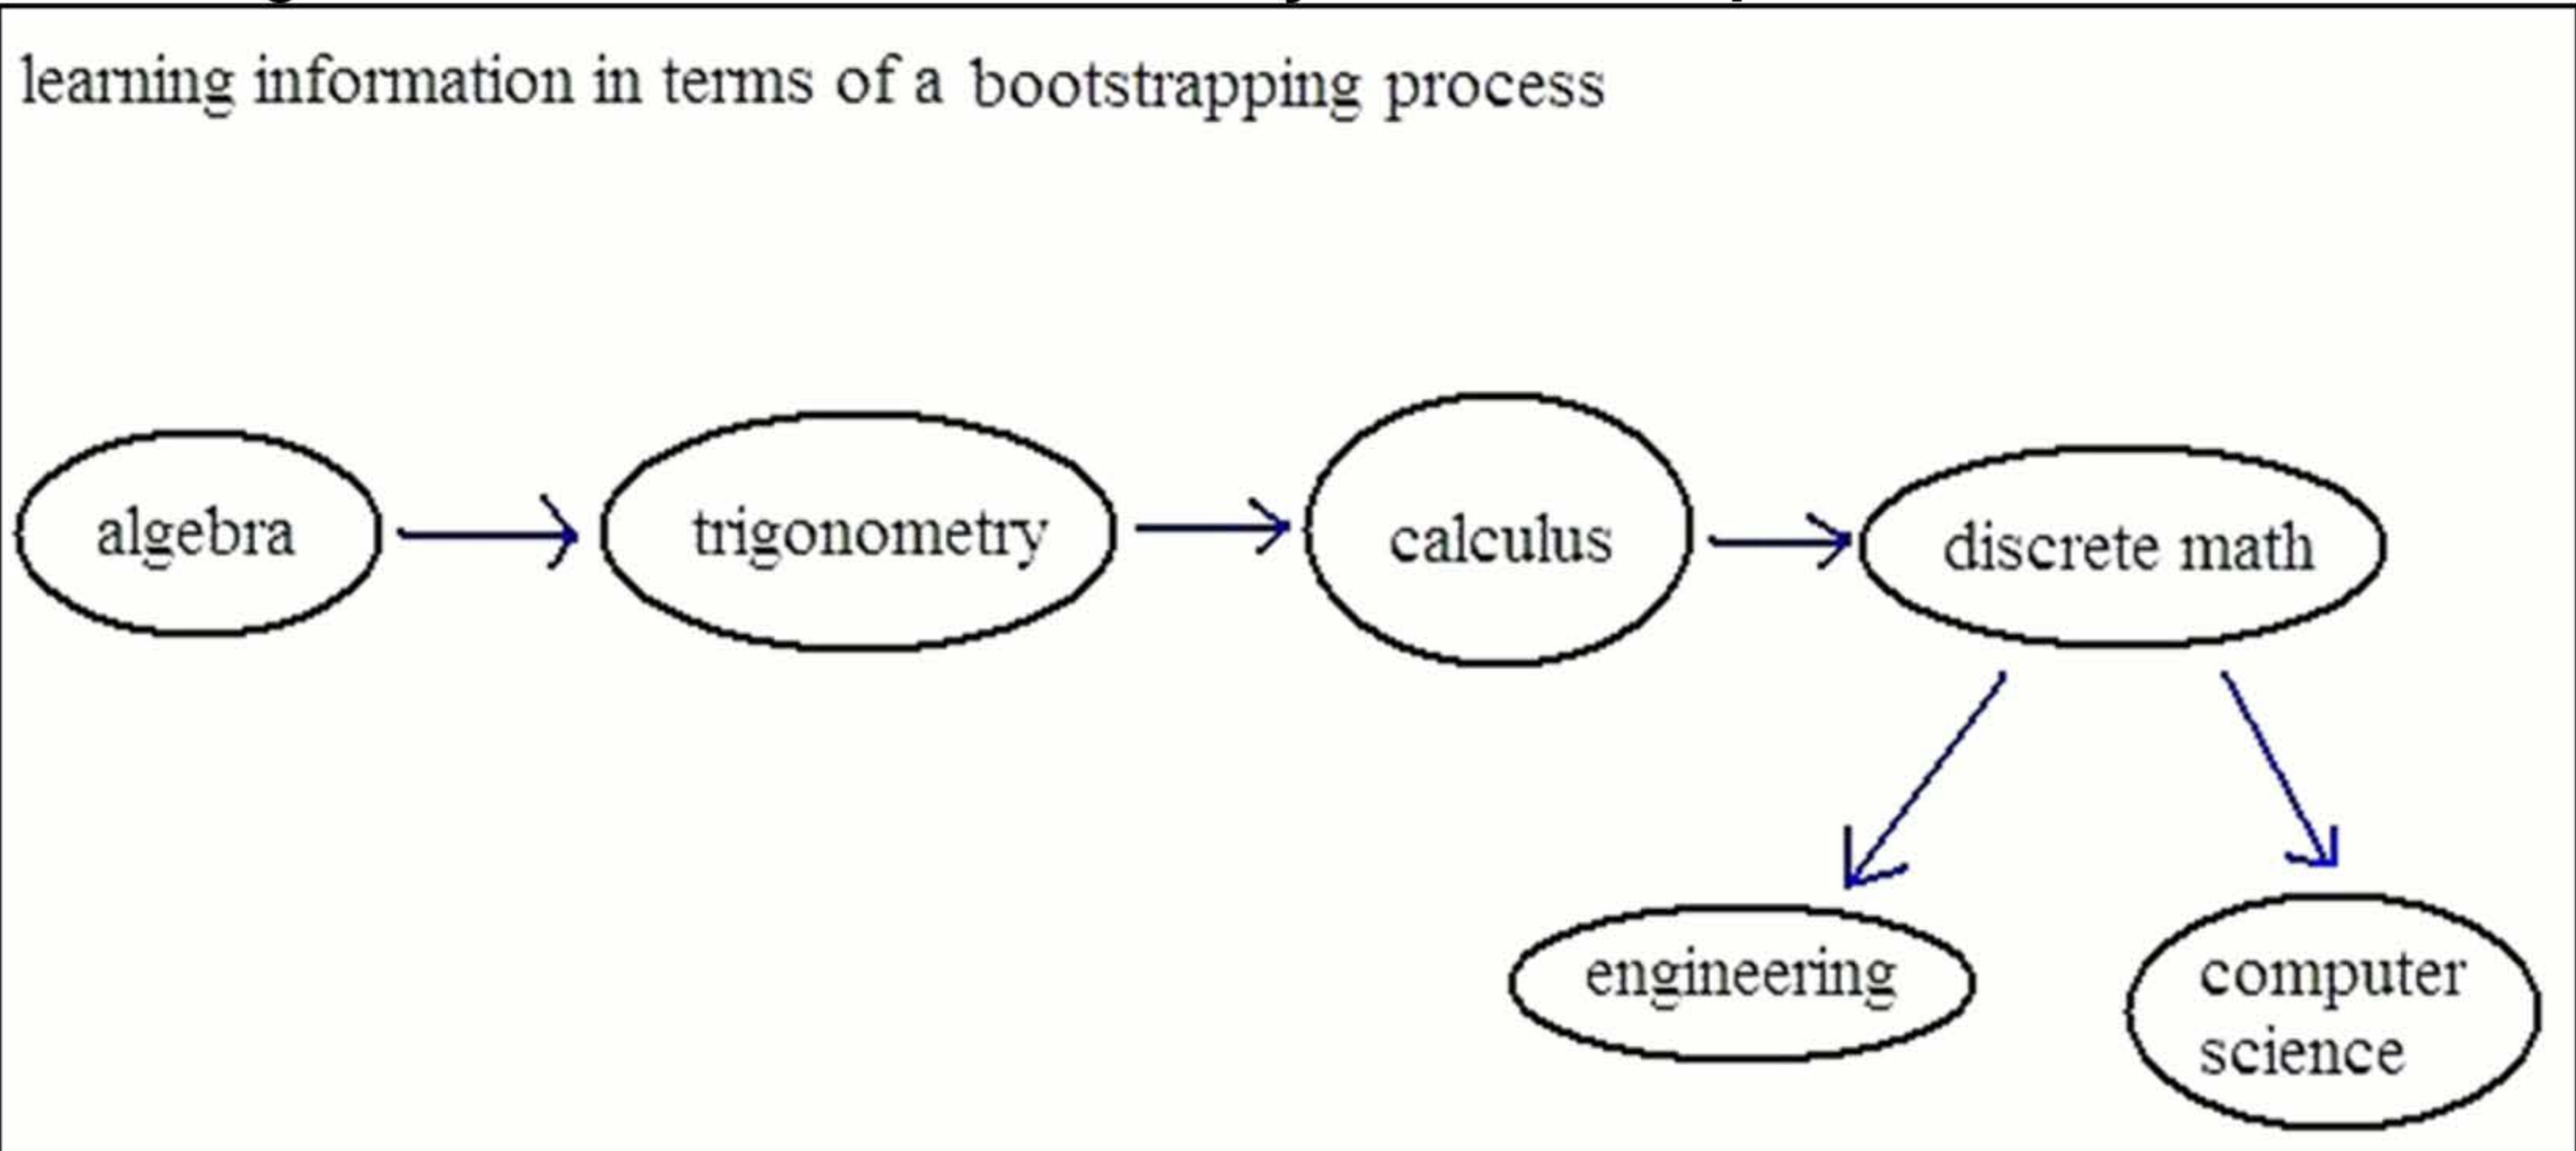 learning information in terms of a bootstrapping process
algebra
trigonometry
calculus
discrete math
engineering
computer
science